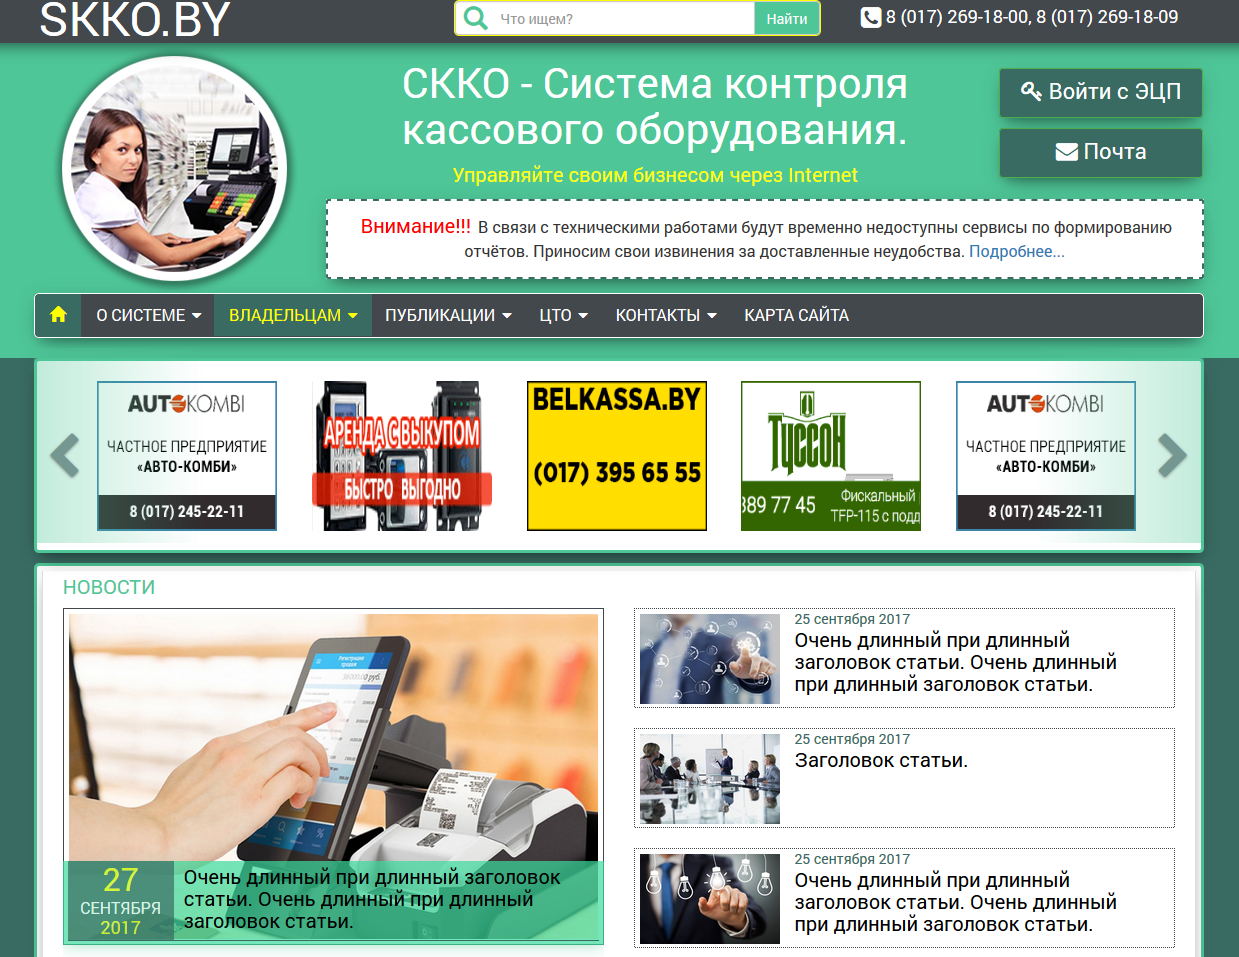 SKKO.BY
Что ищем?
Найти
8 (017) 269-18-00, 8 (017) 269-18-09
СККО - Система контроля
кассового оборудования.
Управляйте своим бизнесом через Internet
Войти с ЭЦП
Почта
Внимание!!! В связи с техническими работами будут временно недоступны сервисы по формированию
отчётов. Приносим свои извинения за доставленные неудобства. Подробнее...
О СИСТЕМЕ ВЛАДЕЛЬЦАМ ПУБЛИКАЦИИ ЦТО КОНТАКТЫ КАРТА САЙТА
AUTOKOMBI
ЧАСТНОЕ ПРЕДПРИЯТИЕ
«АВТО-КОМБИ»
8 (017) 245-22-11
АРЕНДА С ВЫКУПОМ
БЫСТРО ВЫГОДНО
BELKASSA.BY
(017) 395 65 55
ТУССОН
389 77 45
Фискальный
TFP-115 с подд
AUTOKOMBI
ЧАСТНОЕ ПРЕДПРИЯТИЕ
«АВТО-КОМБИ»
8 (017) 245-22-11
НОВОСТИ
Регистрация
продаж
27
СЕНТЯБРЯ
2017
Очень длинный при длинный заголовок
статьи. Очень длинный при длинный
заголовок статьи.
25 сентября 2017
Очень длинный при длинный
заголовок статьи. Очень длинный
при длинный заголовок статьи.
25 сентября 2017
Заголовок статьи.
25 сентября 2017
Очень длинный при длинный
заголовок статьи. Очень длинный
при длинный заголовок статьи.